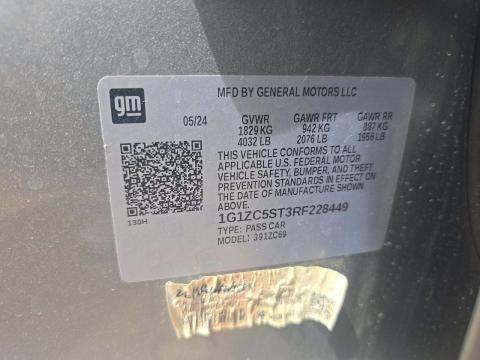 gm
MFD BY GENERAL MOTORS LLC
05/24 GVWR GAWR FRT GAWR RR
1829 KG 942 KG 887 KG
4032 LB 2076 LB 1956 LB
THIS VEHICLE CONFORMS TO ALL
APPLICABLE U.S. FEDERAL MOTOR
VEHICLE SAFETY, BUMPER, AND THEFT
PREVENTION STANDARDS IN EFFECT ON
THE DATE OF MANUFACTURE SHOWN
ABOVE.
130H
1G1ZC5ST3RF228449
TYPE: PASS CAR
MODEL: 391ZC69